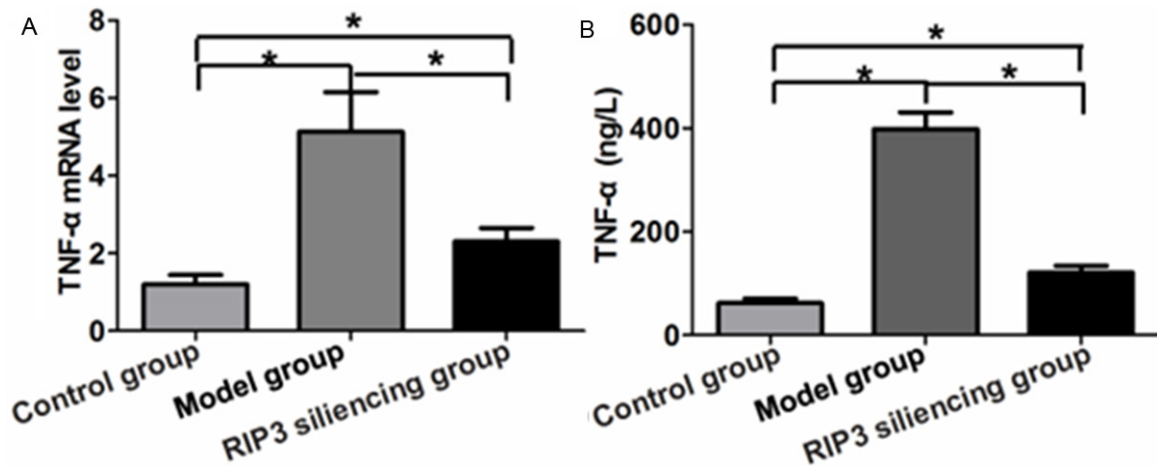 A
TNF-α mRNA level
8
6
4
2
0
*
*
*
Control group
Model group
RIP3 siliencing group
B
TNF-α (ng/L)
600
400
200
0
*
*
*
Control group
Model group
RIP3 siliencing group